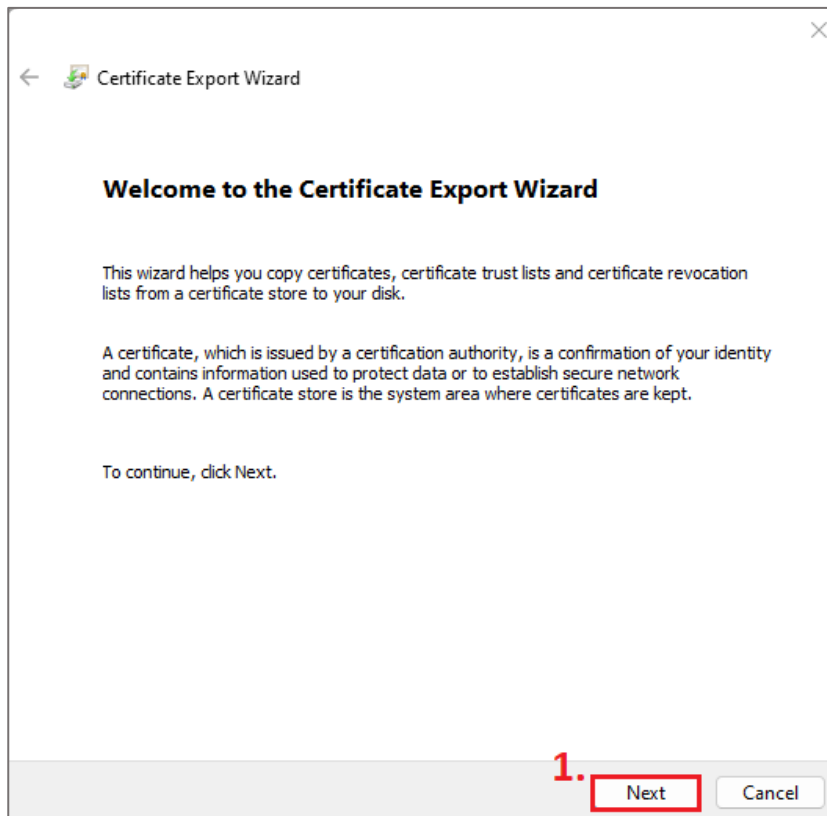 Certificate Export Wizard
Welcome to the Certificate Export Wizard
This wizard helps you copy certificates, certificate trust lists and certificate revocation
lists from a certificate store to your disk.
A certificate, which is issued by a certification authority, is a confirmation of your identity
and contains information used to protect data or to establish secure network
connections. A certificate store is the system area where certificates are kept.
To continue, click Next.
1.
Next
Cancel